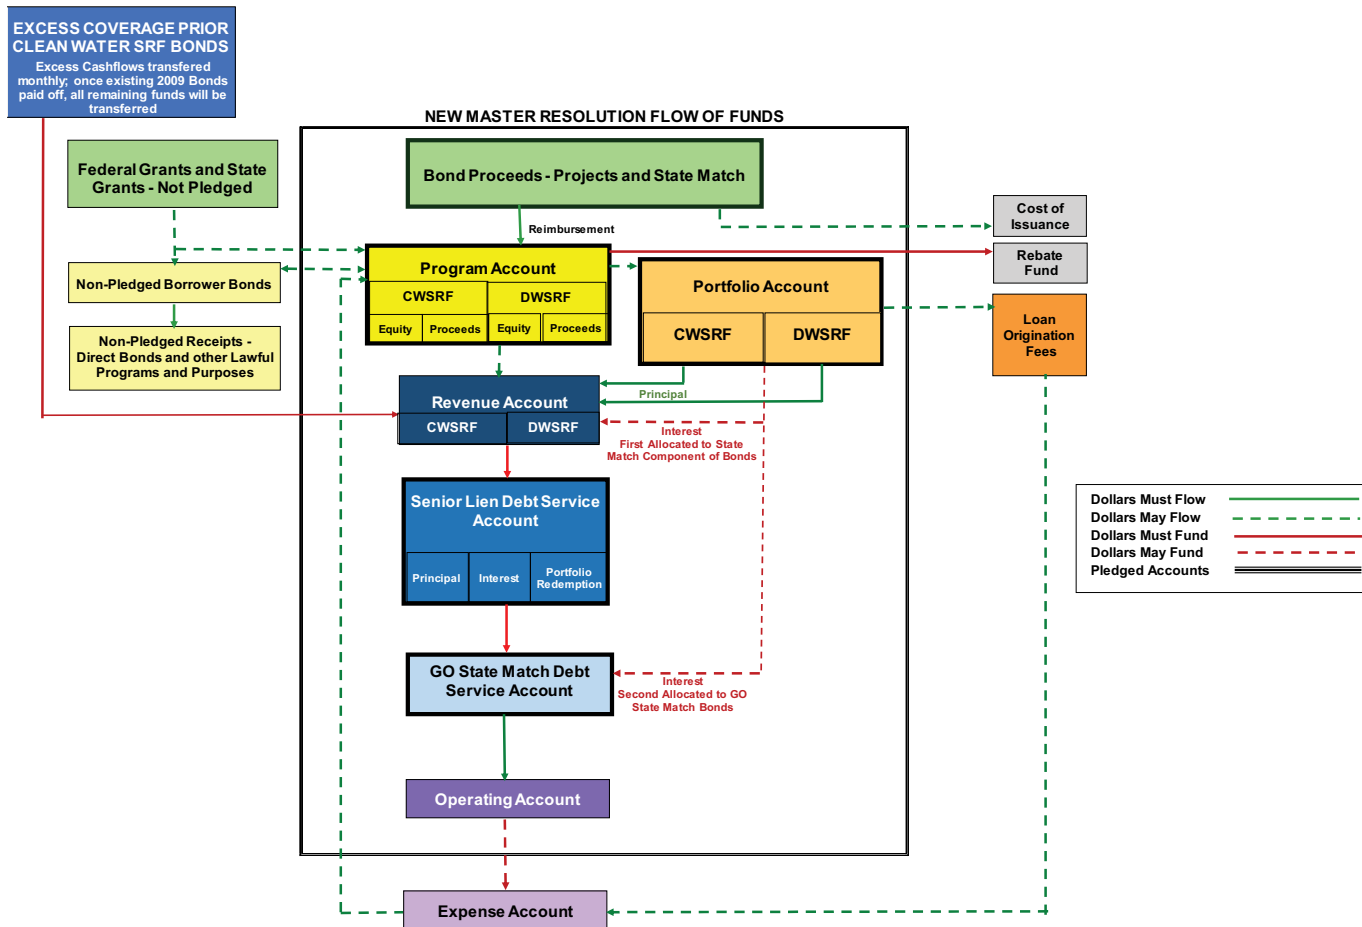 EXCESS COVERAGE PRIOR
CLEAN WATER SRF BONDS
Excess Cashflows transfered
monthly; once existing 2009 Bonds
paid off, all remaining funds will be
transferred
NEW MASTER RESOLUTION FLOW OF FUNDS
Federal Grants and State
Grants - Not Pledged
Bond Proceeds - Projects and State Match
Cost of
Issuance
Reimbursement
Rebate
Fund
Non-Pledged Borrower Bonds
Program Account
CWSRF
DWSRF
Equity
Proceeds
Equity
Proceeds
Portfolio Account
CWSRF
DWSRF
Loan
Origination
Fees
Non-Pledged Receipts -
Direct Bonds and other Lawful
Programs and Purposes
Principal
Revenue Account
CWSRF
DWSRF
Interest
First Allocated to State
Match Component of Bonds
Senior Lien Debt Service
Account
Principal
Interest
Portfolio
Redemption
Dollars Must Flow
Dollars May Flow
Dollars Must Fund
Dollars May Fund
Pledged Accounts
GO State Match Debt
Service Account
Interest
Second Allocated to GO
State Match Bonds
Operating Account
Expense Account